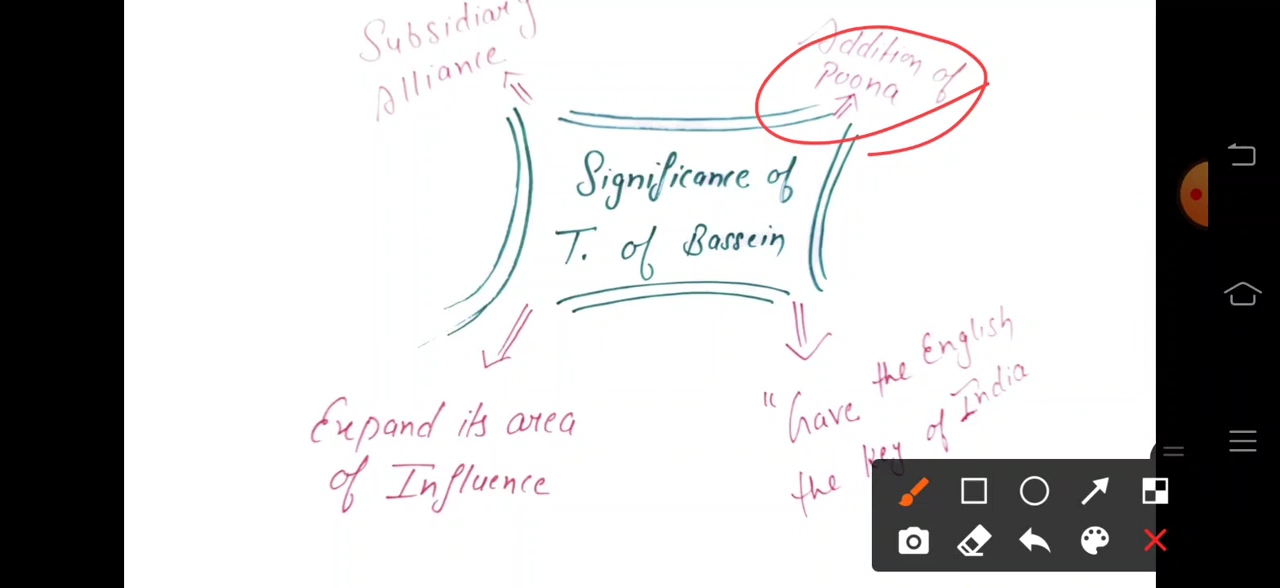 Subsidiary
Alliance
Addition of
Poona
Significance of
T. of Bassein
Expand its area
of Influence
"Gave the English
the key of India